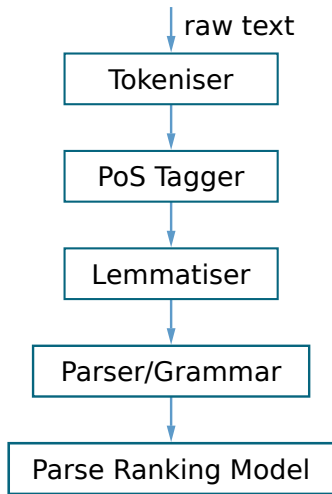 raw text
Tokeniser
PoS Tagger
Lemmatiser
Parser/Grammar
Parse Ranking Model